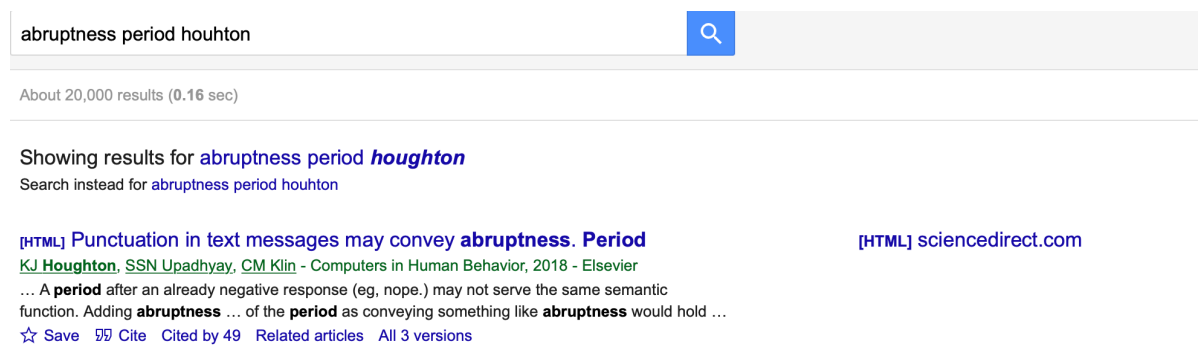 abruptness period houhton
About 20,000 results (0.16 sec)
Showing results for abruptness period houghton
Search instead for abruptness period houhton
[HTML] Punctuation in text messages may convey abruptness. Period
[HTML] sciencedirect.com
KJ Houghton, SSN Upadhyay, CM Klin - Computers in Human Behavior, 2018 - Elsevier
… A period after an already negative response (eg, nope.) may not serve the same semantic
function. Adding abruptness … of the period as conveying something like abruptness would hold …
Save Cite Cited by 49 Related articles All 3 versions